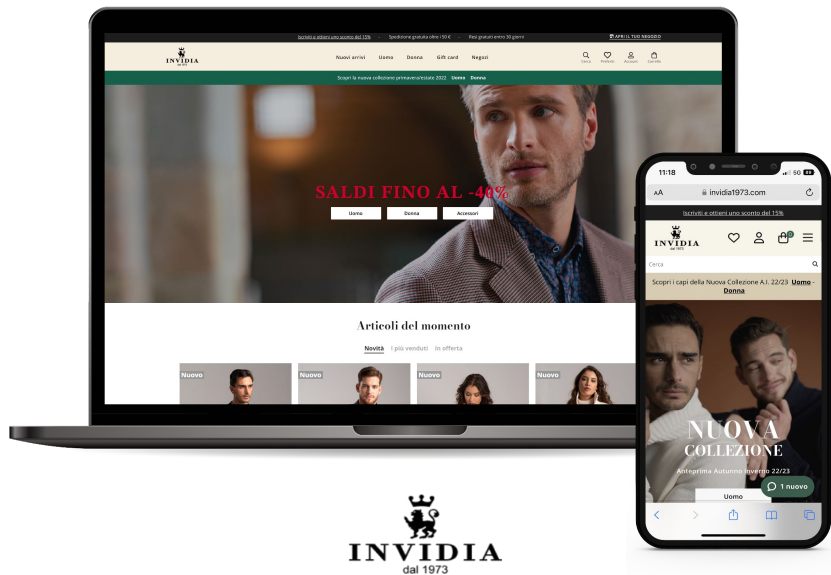 Iscriviti e ottieni uno sconto del 15% - Spedizione gratuita oltre i 50 € - Resi gratuiti entro 30 giorni APRI IL TUO NEGOZIO
INVIDIA
dal 1973
Nuovi arrivi Uomo Donna Gift card Negozi
Cerca Preferiti Account Carrello
Scopri la nuova collezione primavera/estate 2022 Uomo Donna
SALDI FINO AL -40%
Uomo Donna Accessori
Articoli del momento
Novità I più venduti In offerta
Nuovo Nuovo Nuovo Nuovo
11:18 5G 89
AA invidia1973.com
Iscriviti e ottieni uno sconto del 15%
INVIDIA
dal 1973
0
Cerca
Scopri i capi della Nuova Collezione A.I. 22/23 Uomo -
Donna
NUOVA
COLLEZIONE
Anteprima Autunno Inverno 22/23
1 nuovo
Uomo
INVIDIA
dal 1973